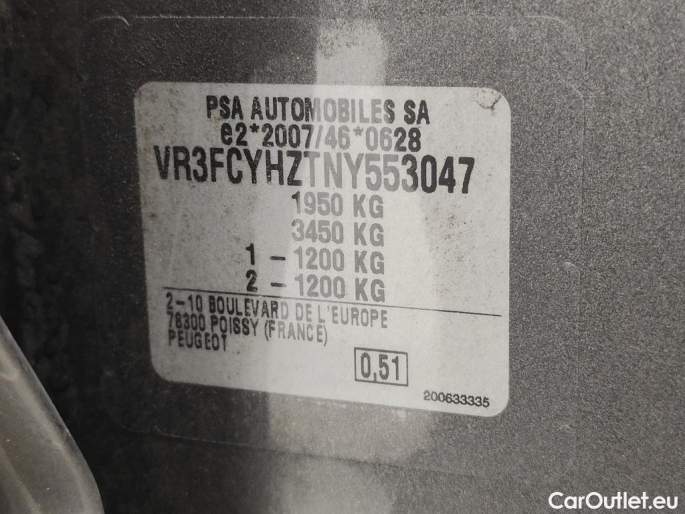 PSA AUTOMOBILES SA
e2*2007/46*0628
VR3FCYHZTNY553047
1950 KG
3450 KG
1 - 1200 KG
2 - 1200 KG
2-10 BOULEVARD DE L'EUROPE
78300 POISSY (FRANCE)
PEUGEOT
0,51
200633335
CarOutlet.eu